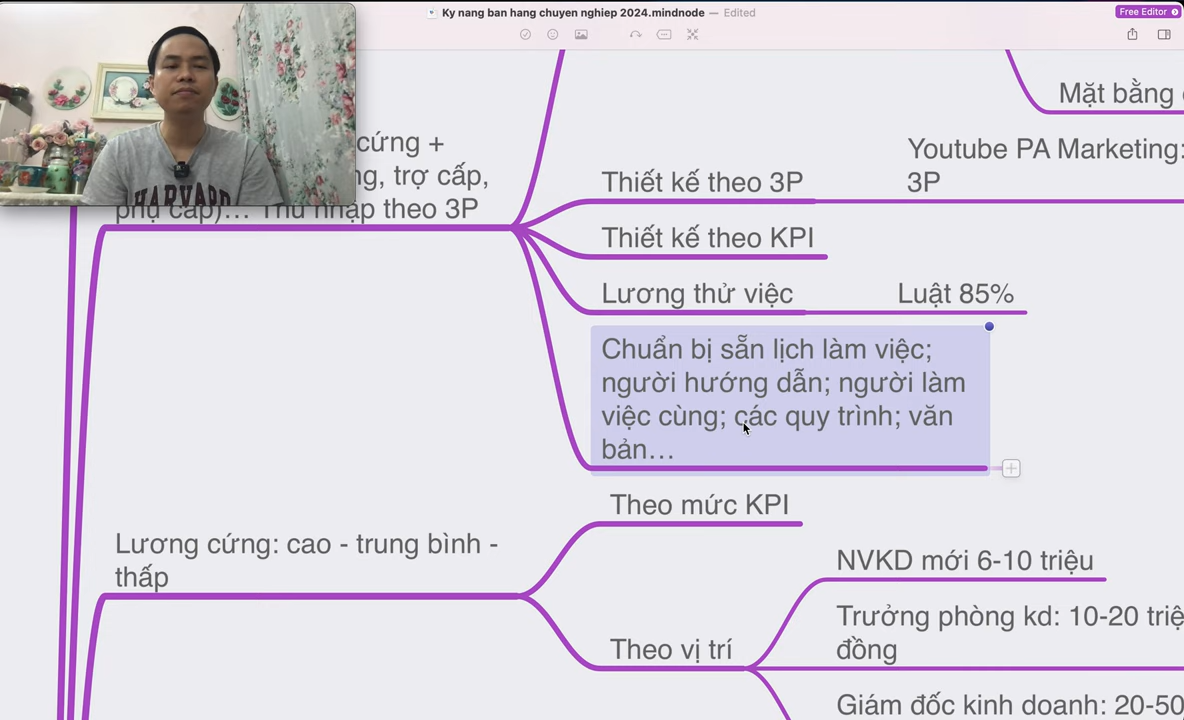 Ky nang ban hang chuyen nghiep 2024.mindnode — Edited
Free Editor
Mặt bằng
cứng +
trợ cấp,
phụ cấp)… Thu nhập theo 3P
HARVARD
Youtube PA Marketing:
3P
Thiết kế theo 3P
Thiết kế theo KPI
Lương thử việc
Luật 85%
Chuẩn bị sẵn lịch làm việc;
người hướng dẫn; người làm
việc cùng; các quy trình; văn
bản…
Lương cứng: cao - trung bình -
thấp
Theo mức KPI
Theo vị trí
NVKD mới 6-10 triệu
Trưởng phòng kd: 10-20 triệ
đồng
Giám đốc kinh doanh: 20-50